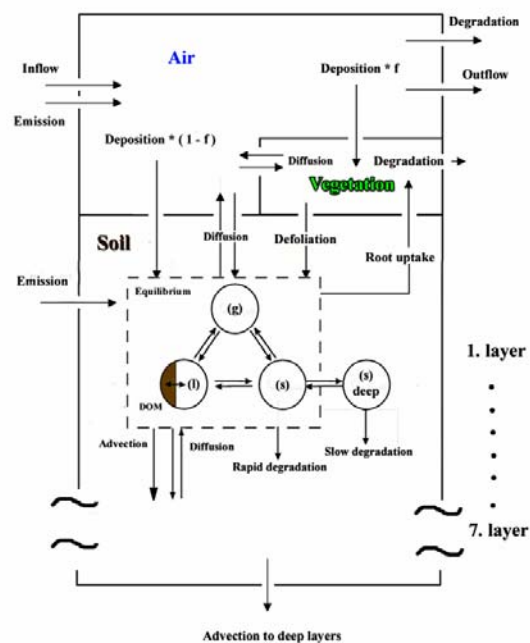 Degradation
Air
Inflow
Deposition * f
Outflow
Emission
Deposition * (1 - f)
Diffusion
Degradation
Vegetation
Soil
Diffusion
Defoliation
Root uptake
Emission
Equilibrium
(g)
1. layer
(l)
(s)
(s)
deep
DOM
Advection
Diffusion
Slow degradation
Rapid degradation
7. layer
Advection to deep layers